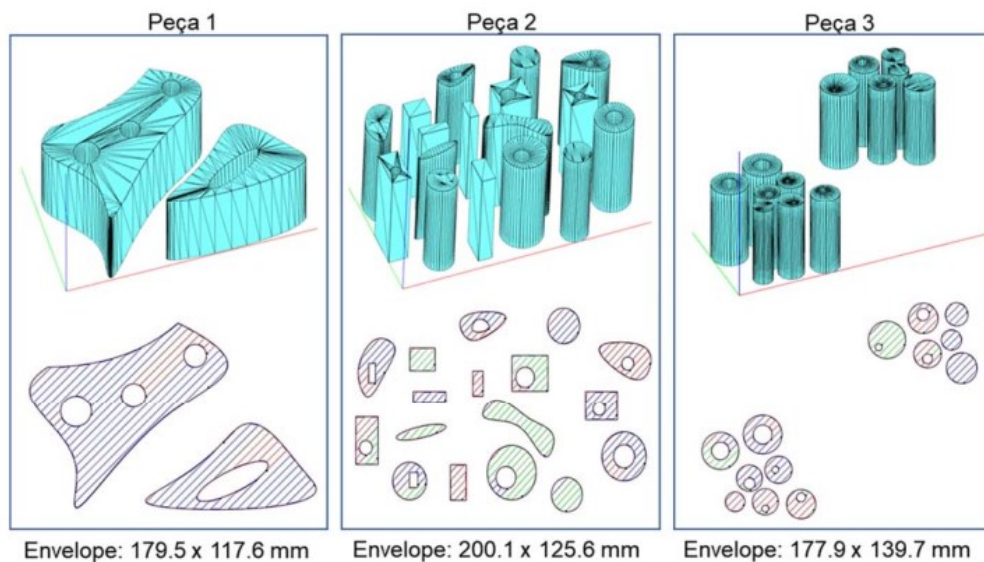 Peça 1
Peça 2
Peça 3
Envelope: 179.5 x 117.6 mm
Envelope: 200.1 x 125.6 mm
Envelope: 177.9 x 139.7 mm